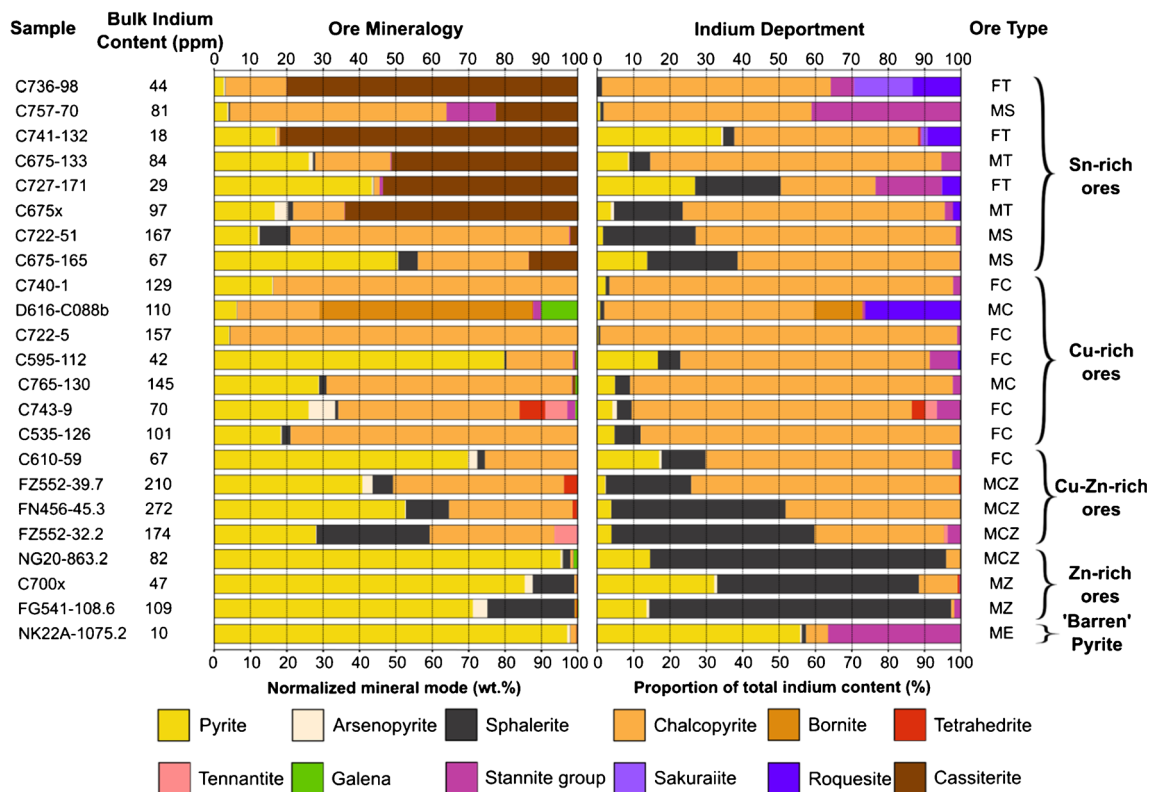 Sample Bulk Indium Content (ppm) Ore Mineralogy Indium Department Ore Type
0 10 20 30 40 50 60 70 80 90 100 0 10 20 30 40 50 60 70 80 90 100
C736-98 44 FT
C757-70 81 MS
C741-132 18 FT
C675-133 84 MT
C727-171 29 FT
C675x 97 MT
C722-51 167 MS
C675-165 67 MS
Sn-rich ores
C740-1 129 FC
D616-C088b 110 MC
C722-5 157 FC
C595-112 42 FC
C765-130 145 MC
C743-9 70 FC
C535-126 101 FC
Cu-rich ores
C610-59 67 FC
FZ552-39.7 210 MCZ
FN456-45.3 272 MCZ
FZ552-32.2 174 MCZ
Cu-Zn-rich ores
NG20-863.2 82 MCZ
C700x 47 MZ
FG541-108.6 109 MZ
Zn-rich ores
NK22A-1075.2 10 ME
'Barren' Pyrite
0 10 20 30 40 50 60 70 80 90 100 0 10 20 30 40 50 60 70 80 90 100
Normalized mineral mode (wt.%) Proportion of total indium content (%)
Pyrite Arsenopyrite Sphalerite Chalcopyrite Bornite Tetrahedrite
Tennantite Galena Stannite group Sakuraiite Roquesite Cassiterite